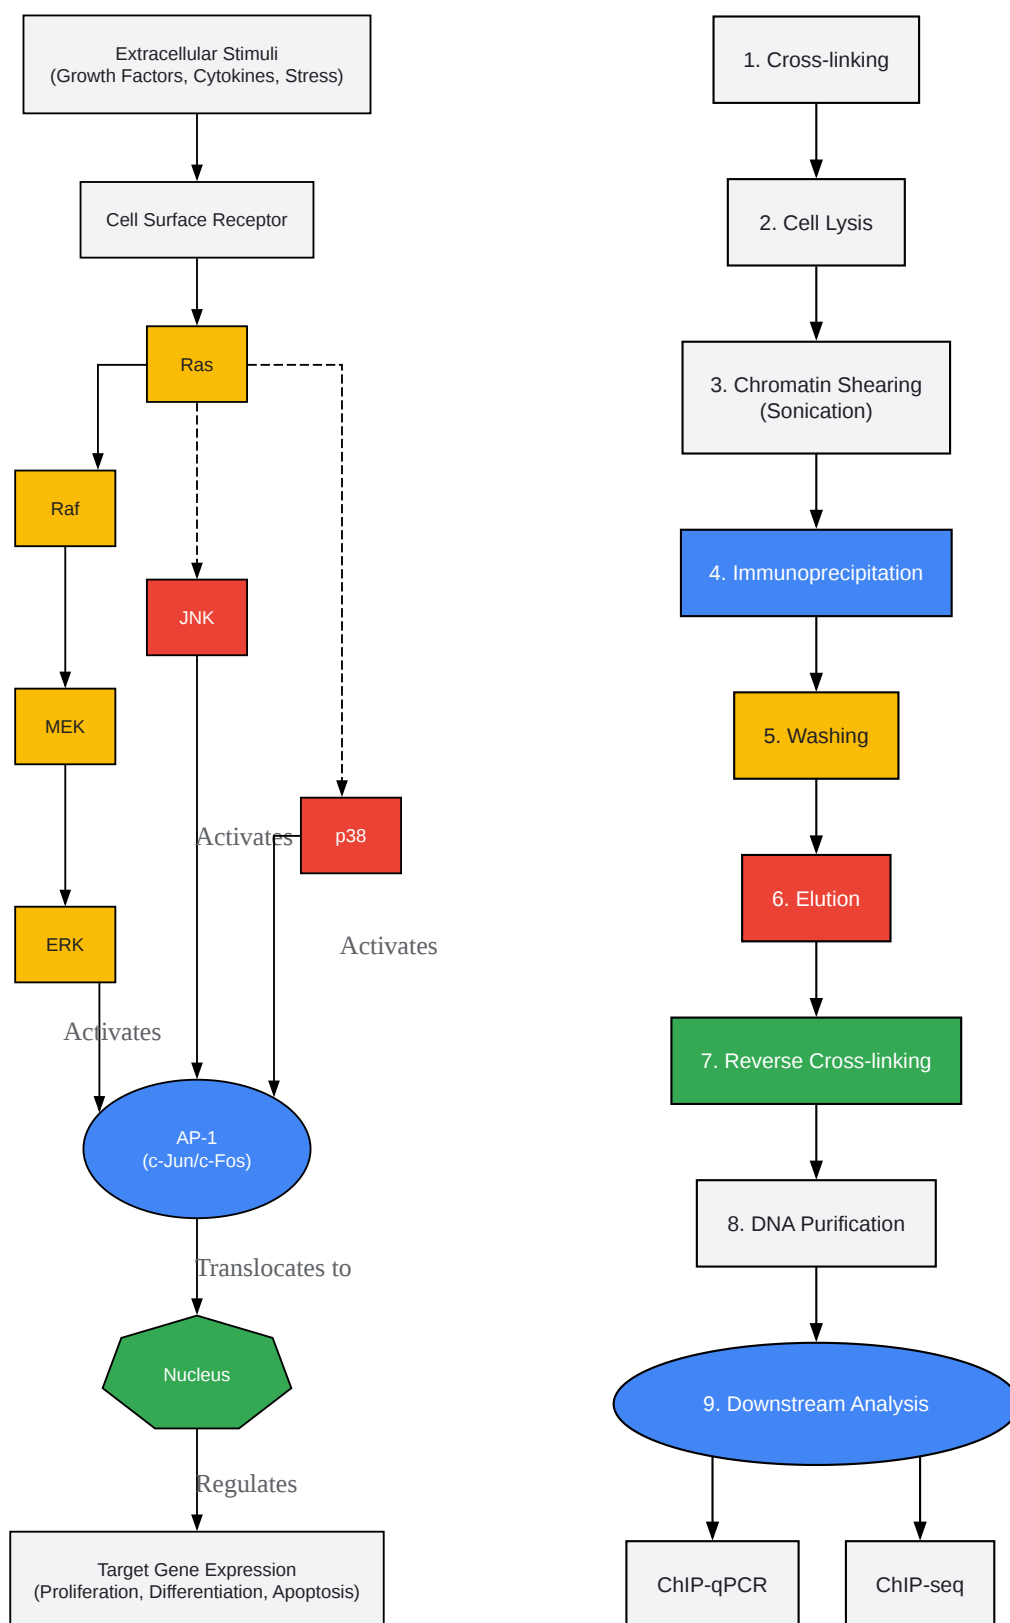 Extracellular Stimuli
(Growth Factors, Cytokines, Stress)
Cell Surface Receptor
Ras
Raf
JNK
MEK
Activates
p38
ERK
Activates
Activates
AP-1
(c-Jun/c-Fos)
Translocates to
Nucleus
Regulates
Target Gene Expression
(Proliferation, Differentiation, Apoptosis)
1. Cross-linking
2. Cell Lysis
3. Chromatin Shearing
(Sonication)
4. Immunoprecipitation
5. Washing
6. Elution
7. Reverse Cross-linking
8. DNA Purification
9. Downstream Analysis
ChIP-qPCR
ChIP-seq